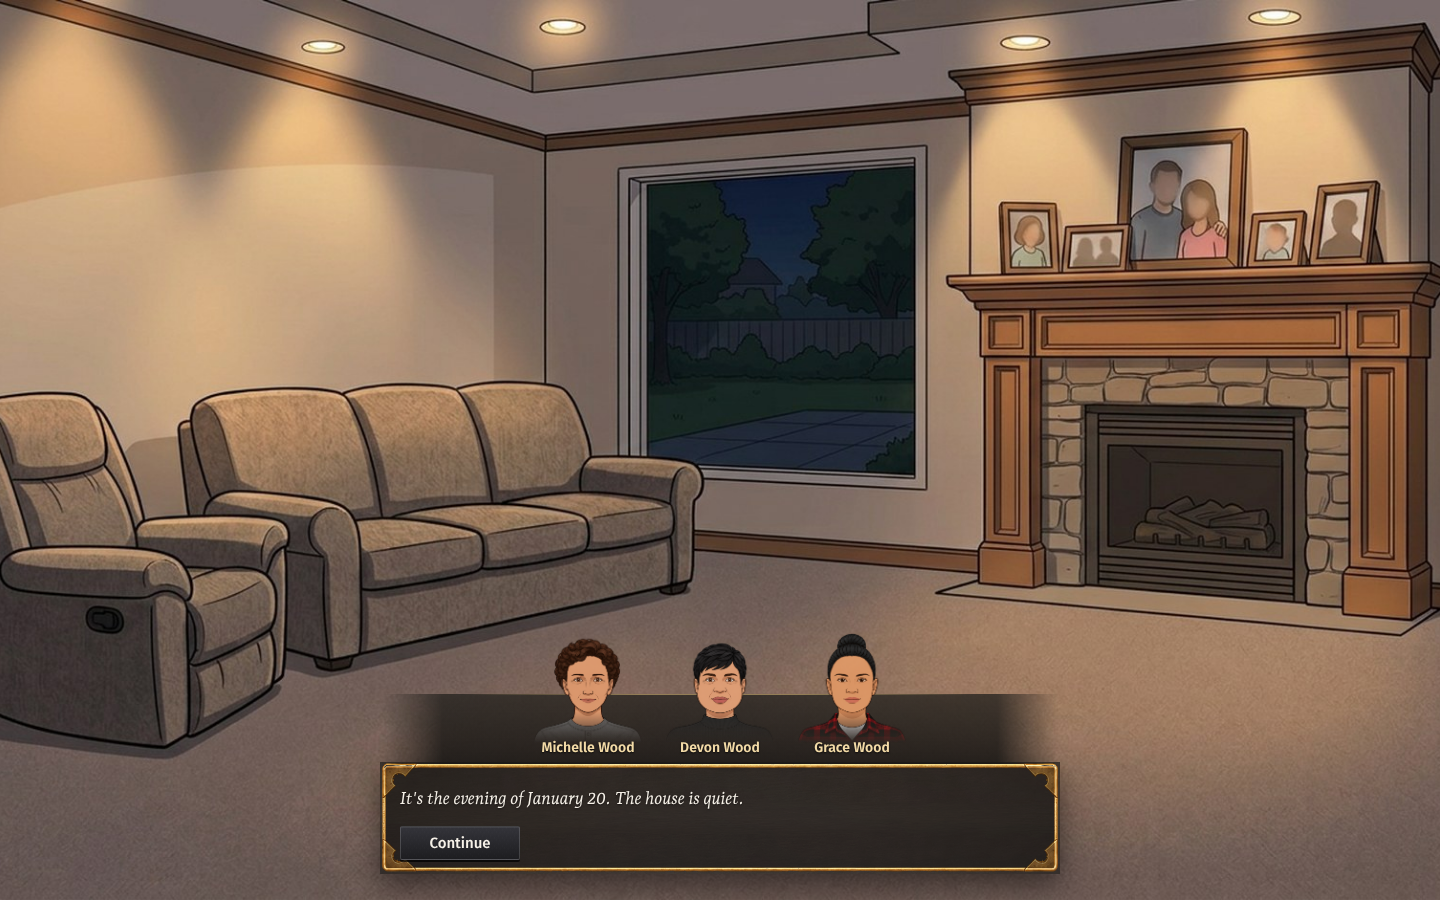 Michelle Wood
Devon Wood
Grace Wood
It's the evening of January 20. The house is quiet.
Continue